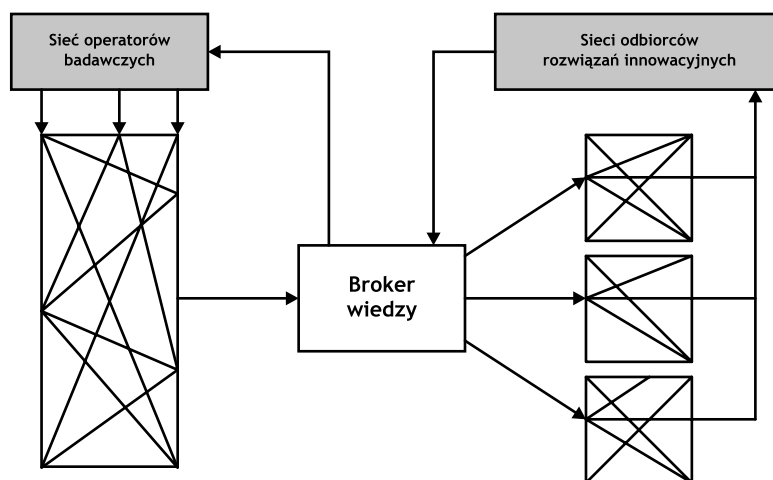 Sieć operatorów
badawczych
Sieci odbiorców
rozwiązań innowacyjnych
Broker
wiedzy